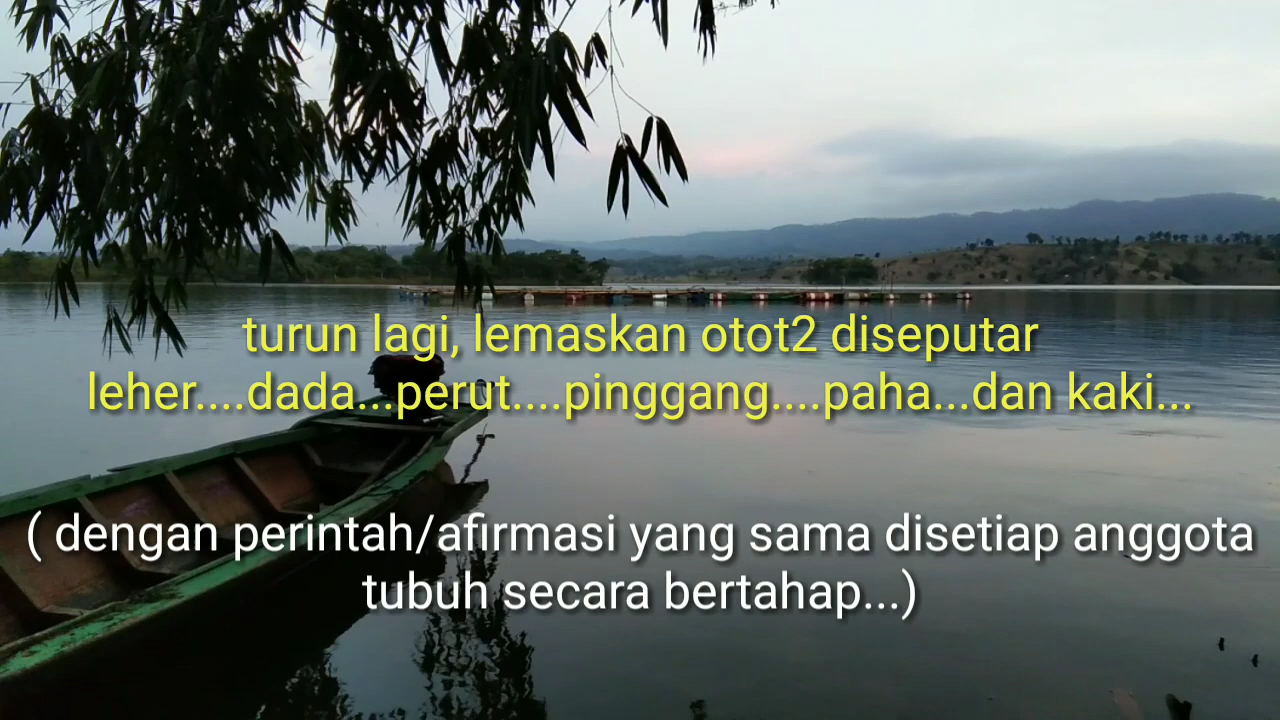 turun lagi, lemaskan otot2 diseputar
leher....dada...perut....pinggang....paha...dan kaki...
( dengan perintah/afirmasi yang sama disetiap anggota
tubuh secara bertahap...)